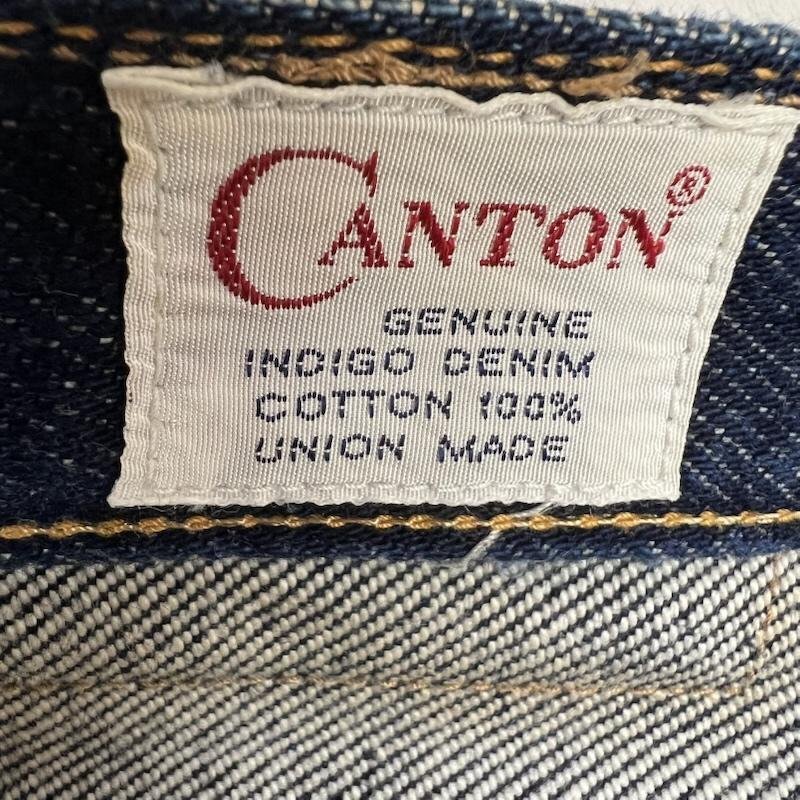 CANTON®
GENUINE
INDIGO DENIM
COTTON 100%
UNION MADE